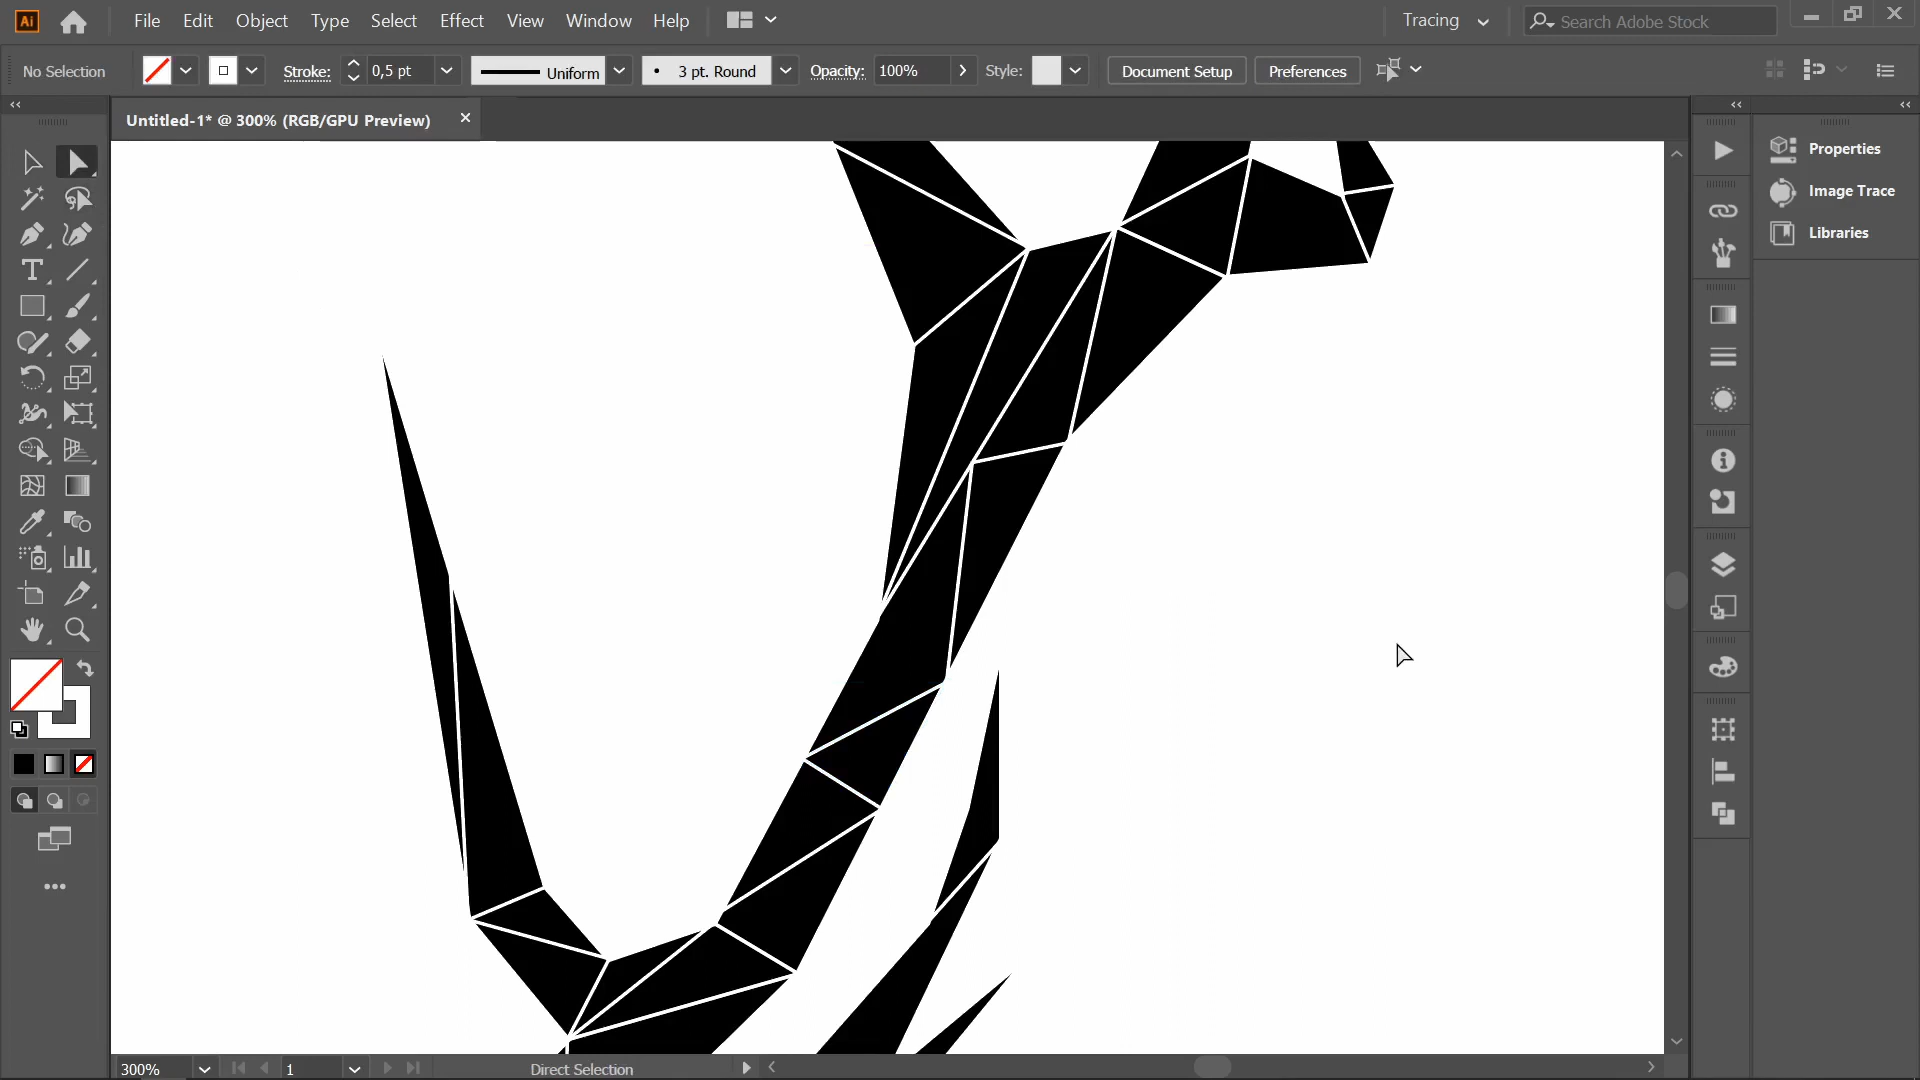 Ai File Edit Object Type Select Effect View Window Help Tracing Search Adobe Stock
No Selection Stroke: 0,5 pt Uniform 3 pt. Round Opacity: 100% Style: Document Setup Preferences
Untitled-1* @ 300% (RGB/GPU Preview)
Properties
Image Trace
Libraries
300% 1 Direct Selection